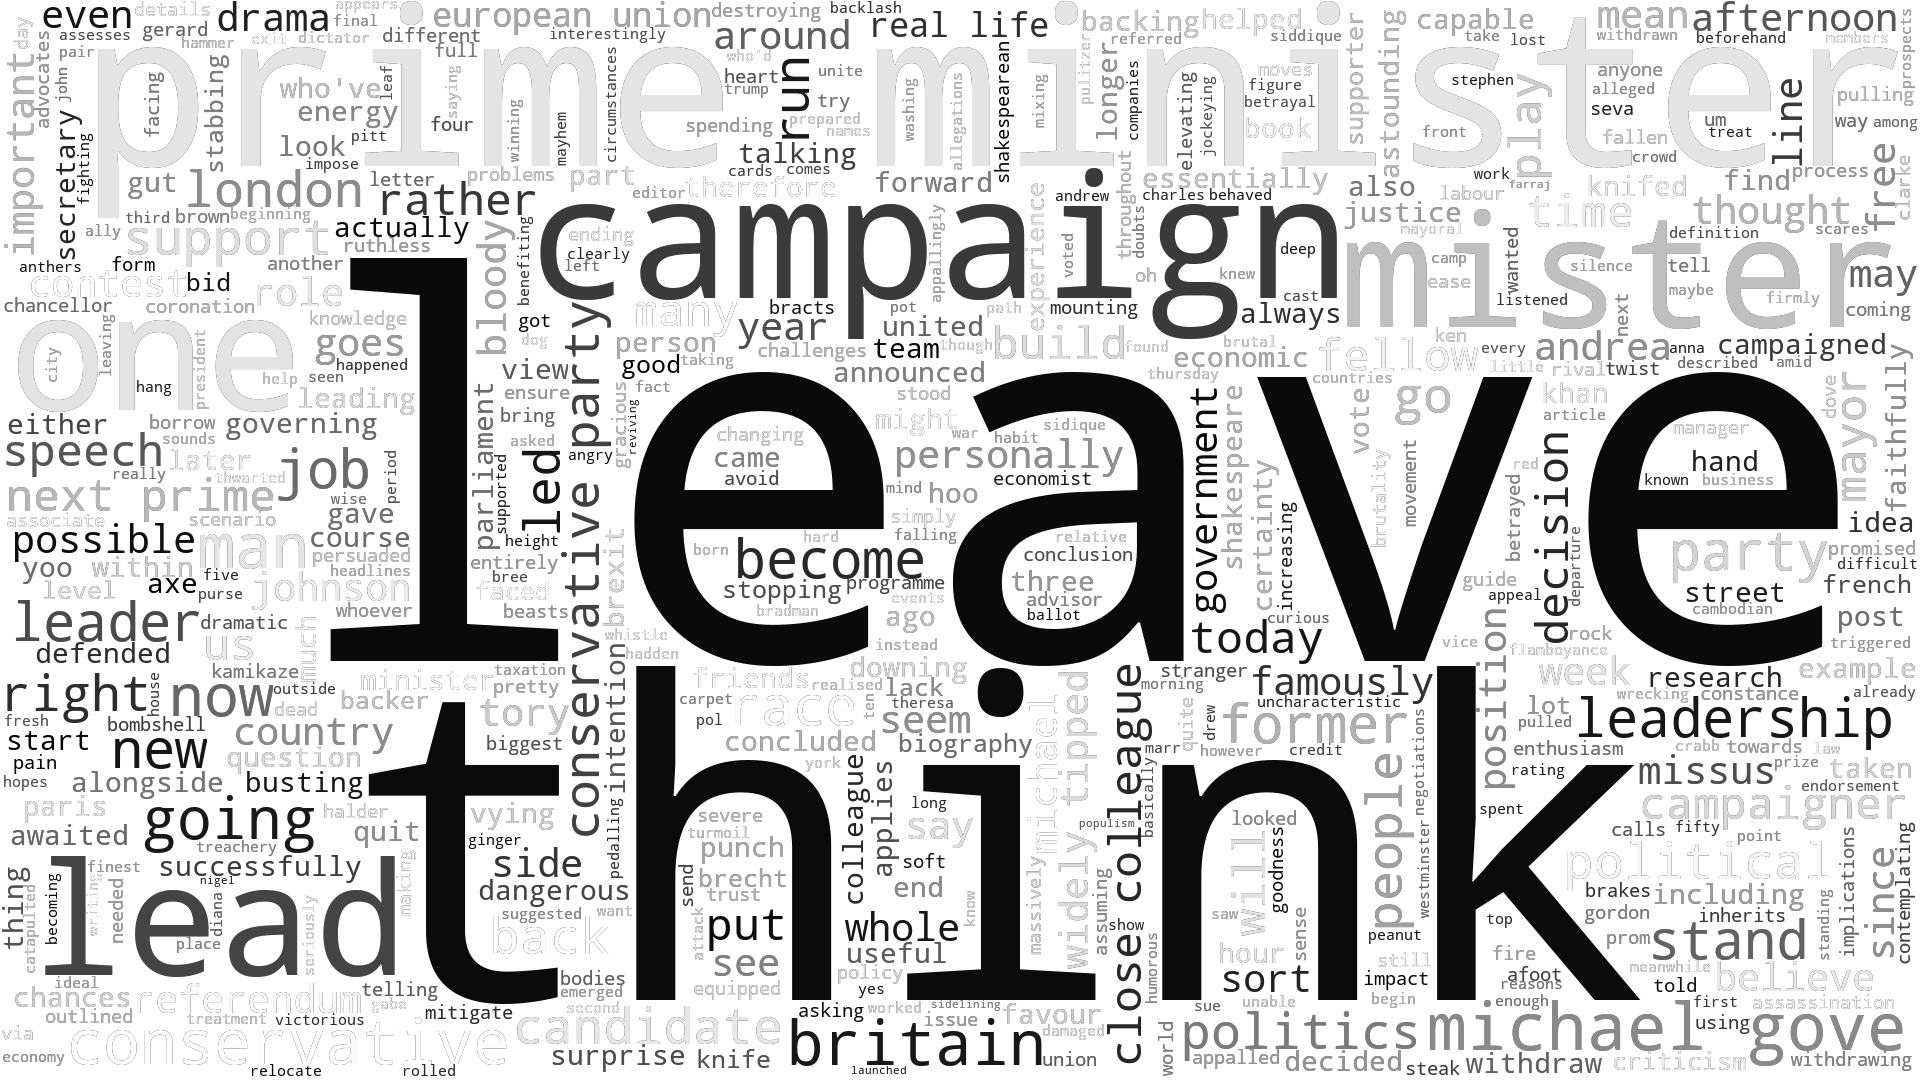 even drama details appears european union destroying backlash real life backing helped capable mean afternoon
assesses gerard final different interestingly around referred siddique take lost withdrawn beforehand members
prime minister
important day advocates john hammer exit dictator pair full who'd heart trump unite
who've energy look pitt leaf saying four winning mayhem circumstances
stabbing facing secretary fighting impose
spending try prepared names run talking cards comes
washing allegations shakespearean mixing pulitzer longer companies
elevating jockeying moves figure betrayal book supporter astounding
stephen front play anyone alleged seva fallen crowd um treat line pulling way among prospects
gut london letter problems part editor therefore forward andrew essentially charles behaved
rather campaign justice also work farraj labour mayoral time knifed find process thought free clarke scares
third brown beginning ally support actually ruthless
anthers form bid another contest role coronation chancellor
bloody benefiting ending clearly left appallingly experience throughout doubts voted oh knew deep cast
mister camp ease wanted listened silence definition tell maybe firmly may coming
one knowledge goes happened seen city leaving president hang help leading
many bracts pot path mounting always year united team though build found brutal
got dog person taking challenges announced economic thursday countries
ken fellow every little andrea anna rival twist next campaigned described amid
view ensure bring good fact gracious reviving conservative party angry asked
either borrow governing speech sounds later really thwarted job wise period
leave
changing came avoid might stood war habit sidique personally economist
government shakespeare certainty increasing vote go brutality movement khan article
red manager hand known business mayor dove faithfully
next prime associate scenario gave course
possible man persuaded headlines yoo within level axe five purse johnson whoever
parliament supported led height entirely bree faced beasts brexit
mind hoo simply falling born hard become programme stopping bradman events
relative conclusion three advisor ballot ago instead
betrayed decision departure guide appeal curious today
idea party promised difficult street french cambodian post triggered
leader dramatic defended us much kamikaze
whistle hadden downing rock flamboyance vice week example
right now outside house dead minister backer taxation pretty tory biggest
fresh start pain hopes bombshell new country question alongside busting
intention friends realised lack theresa carpet pol race ten seem concluded biography york
think
stranger morning famously uncharacteristic former quite drew however credit marr basically
position wrecking constance research already lot pulled leadership
enthusiasm crabb towards law rating missus prize taken endorsement
paris awaited going halder treachery quit vying ginger pedalling
severe turmoil punch brecht trust colleague applies long say soft end michael populism
close colleague widely tipped looked will goodness people negotiations westminster
spent campaigner calls fifty point political implications
thing lead finest successfully nigel side dangerous suggested want
catapulted becoming writing needed diana place seriously making back
send put attack see equipped whole useful policy yes know massively assuming show humorous
saw hour sense sort peanut still impact top
brakes including gordon inherits prom stand since contemplating standing
fire afoot reasons enough meanwhile believe told assassination
ideal chances telling referendum gabe outlined treatment victorious mitigate
bodies emerged second candidate asking worked sidelining issue favour damaged
sue unable begin first using michael gove
via economy conservative relocate rolled surprise knife britain launched union
world politics appalled decided steak withdraw criticism withdrawing